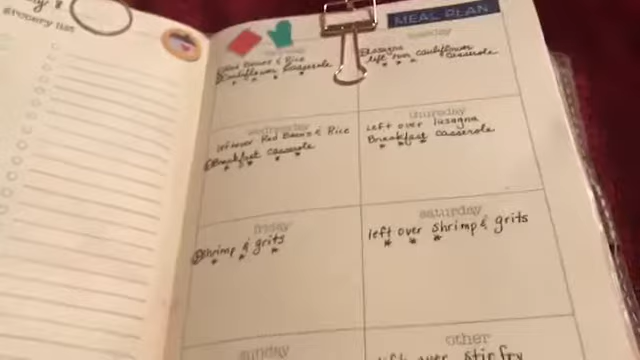 grocery list
MEAL PLAN
Red Beans & Rice
Cauliflower casserole
tuesday
Lasagna
left over cauliflower
casserole
wednesday
leftover Red Beans & Rice
Breakfast casserole
thursday
Left over lasagna
Breakfast casserole
friday
Shrimp & grits
saturday
left over shrimp & grits
sunday
other
left over stir fry